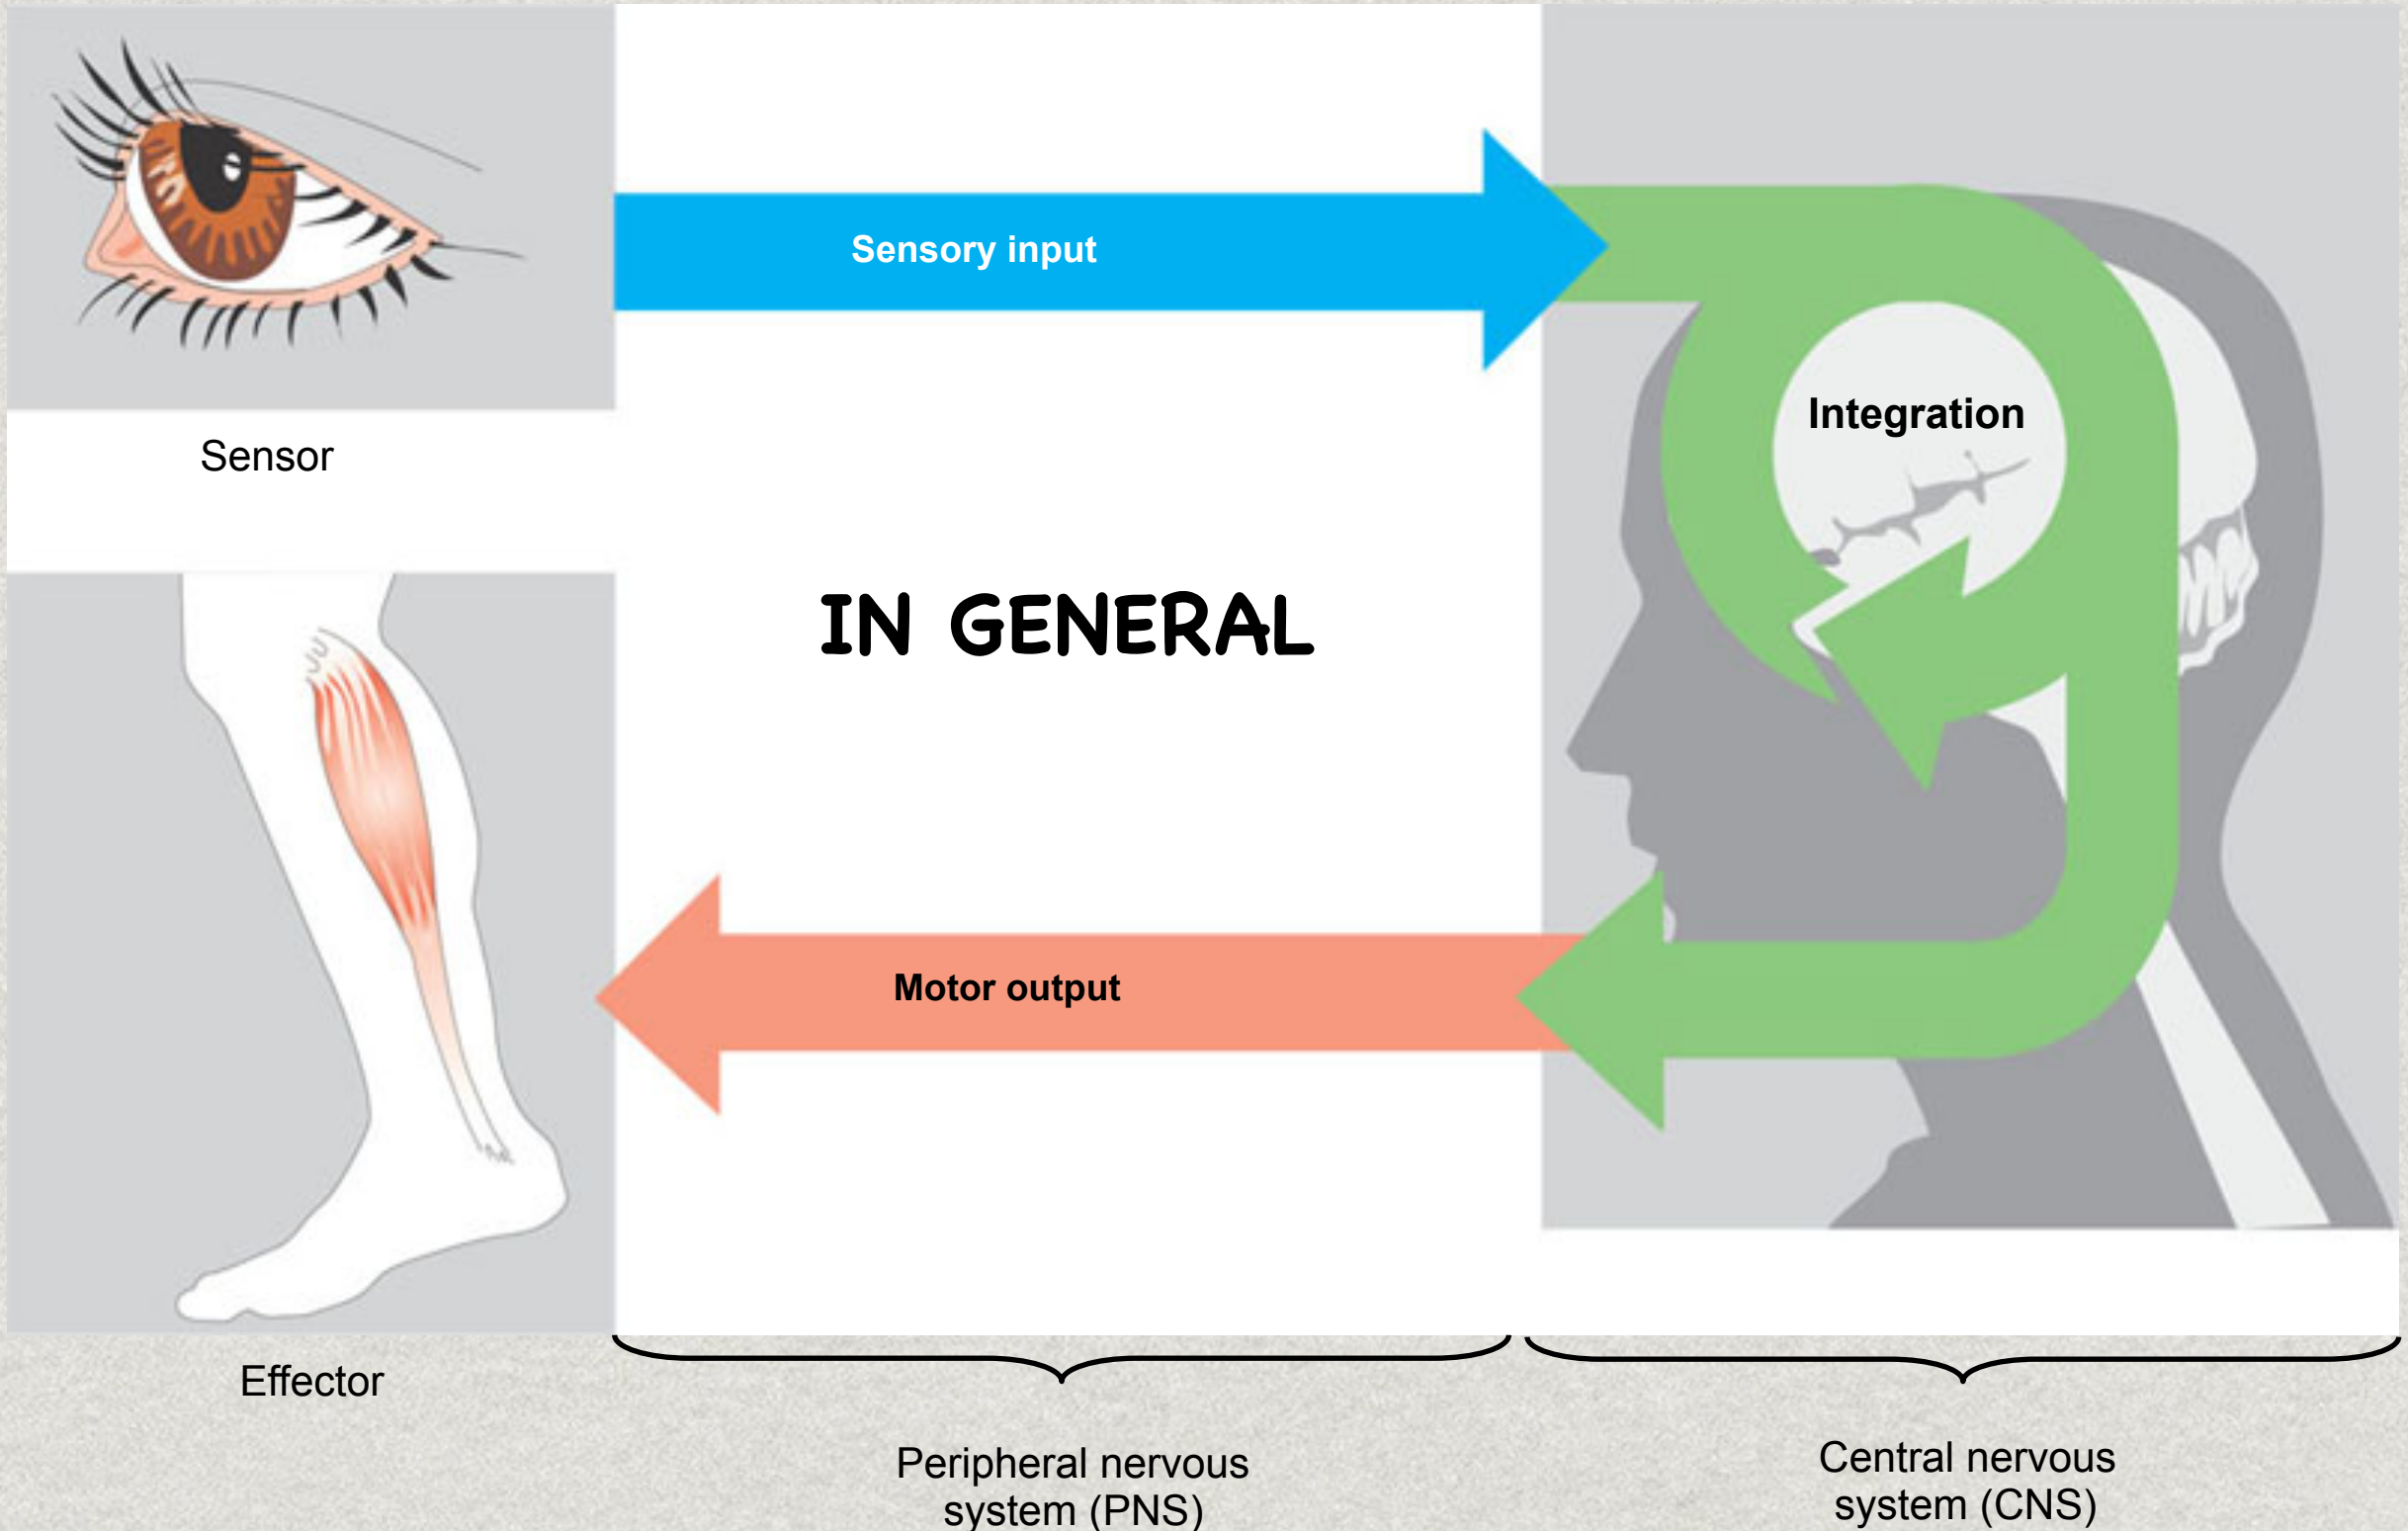 Sensory input
Integration
Sensor
IN GENERAL
Motor output
Effector
Peripheral nervous
system (PNS)
Central nervous
system (CNS)